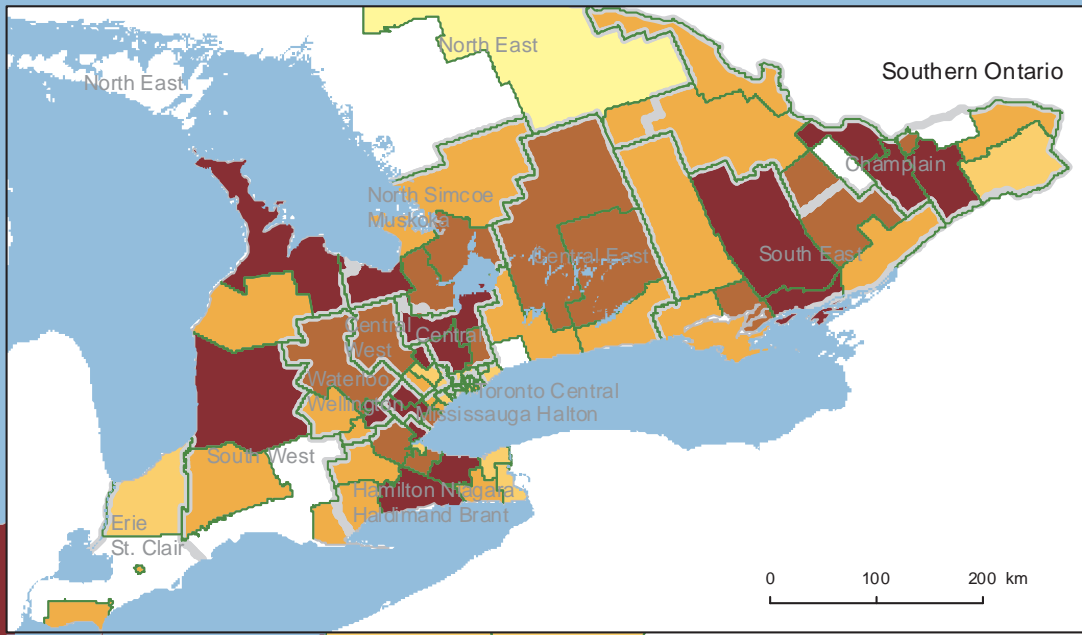 North East
Southern Ontario
North East
Champlain
North Simcoe
Muskoka
Central East
South East
Central
West
Central
Waterloo
Wellington
Toronto Central
Mississauga Halton
South West
Hamilton Niagara
Haldimand Brant
Erie
St. Clair
0 100 200 km